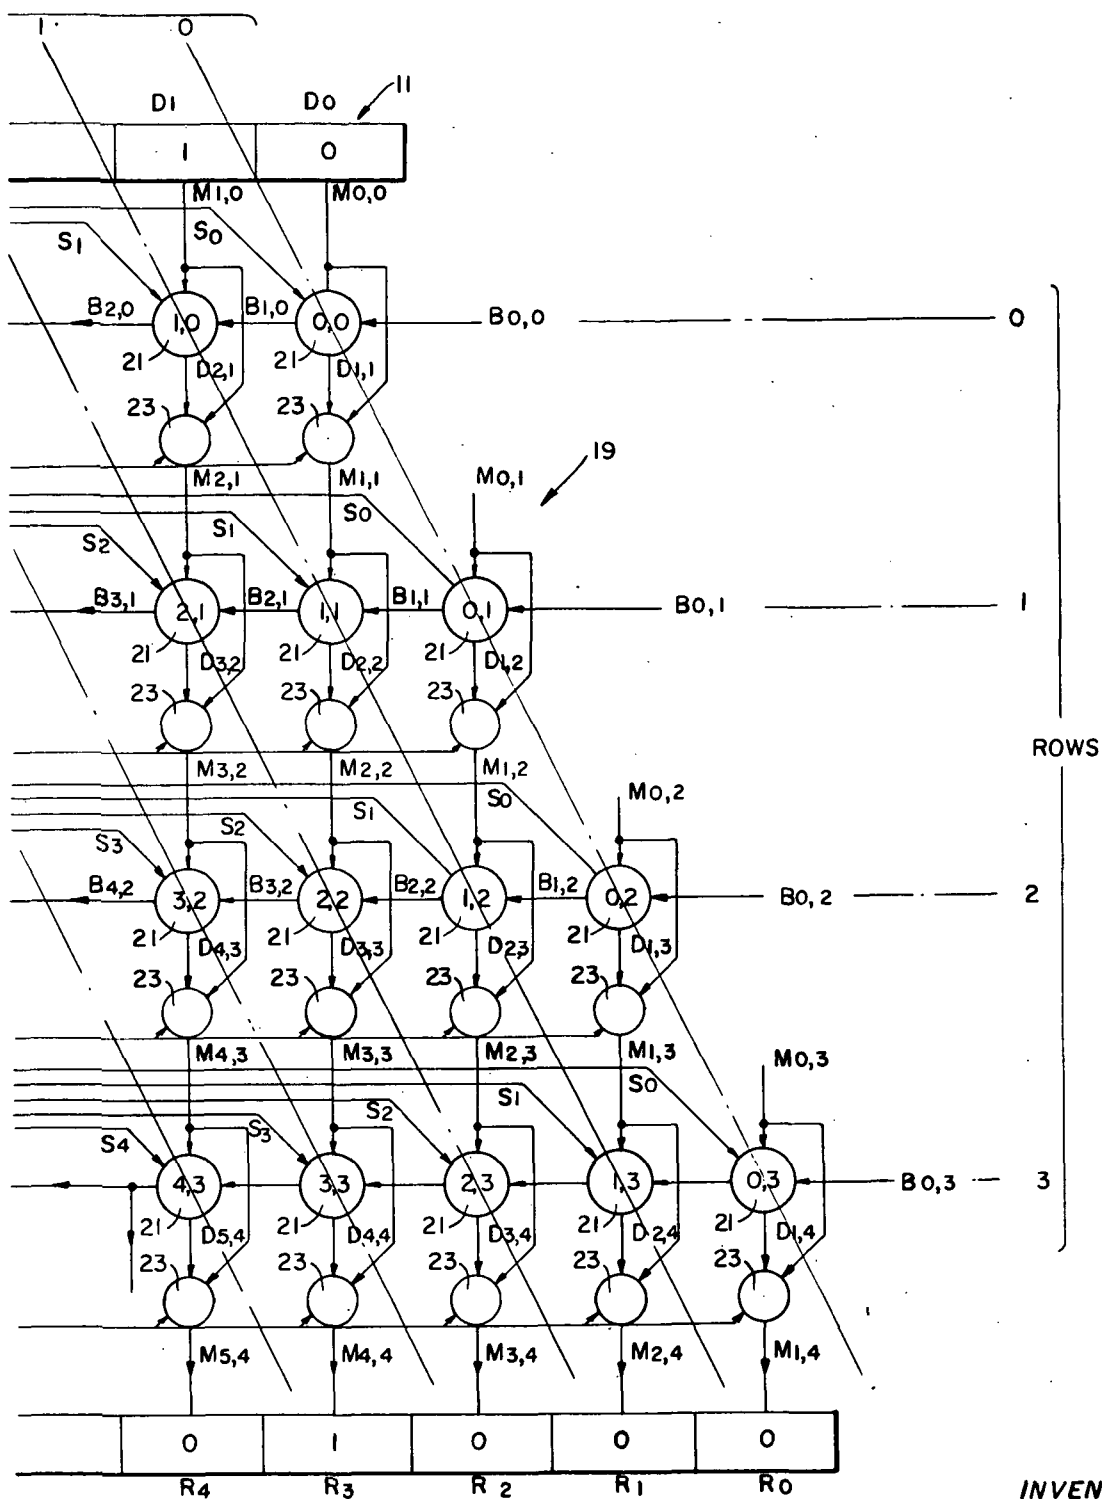 1 0
D1 D0 11
1 0
M1,0 M0,0
S1 S0
B2,0 1,0 B1,0 0,0 B0,0 0
21 D2,1 21 D1,1
23 23
M2,1 M1,1 M0,1 19
S2 S1 S0
B3,1 2,1 B2,1 1,1 B1,1 0,1 B0,1 1
21 D3,2 21 D2,2 21 D1,2
23 23 23
ROWS
M3,2 M2,2 M1,2 M0,2
S3 S2 S1 S0
B4,2 3,2 B3,2 2,2 B2,2 1,2 B1,2 0,2 B0,2 2
21 D4,3 21 D3,3 21 D2,3 21 D1,3
23 23 23 23
M4,3 M3,3 M2,3 M1,3 M0,3
S4 S3 S2 S1 S0
4,3 3,3 2,3 1,3 0,3 B0,3 3
21 D5,4 21 D4,4 21 D3,4 21 D2,4 21 D1,4
23 23 23 23 23
M5,4 M4,4 M3,4 M2,4 M1,4
0 1 0 0 0
R4 R3 R2 R1 R0
INVEN